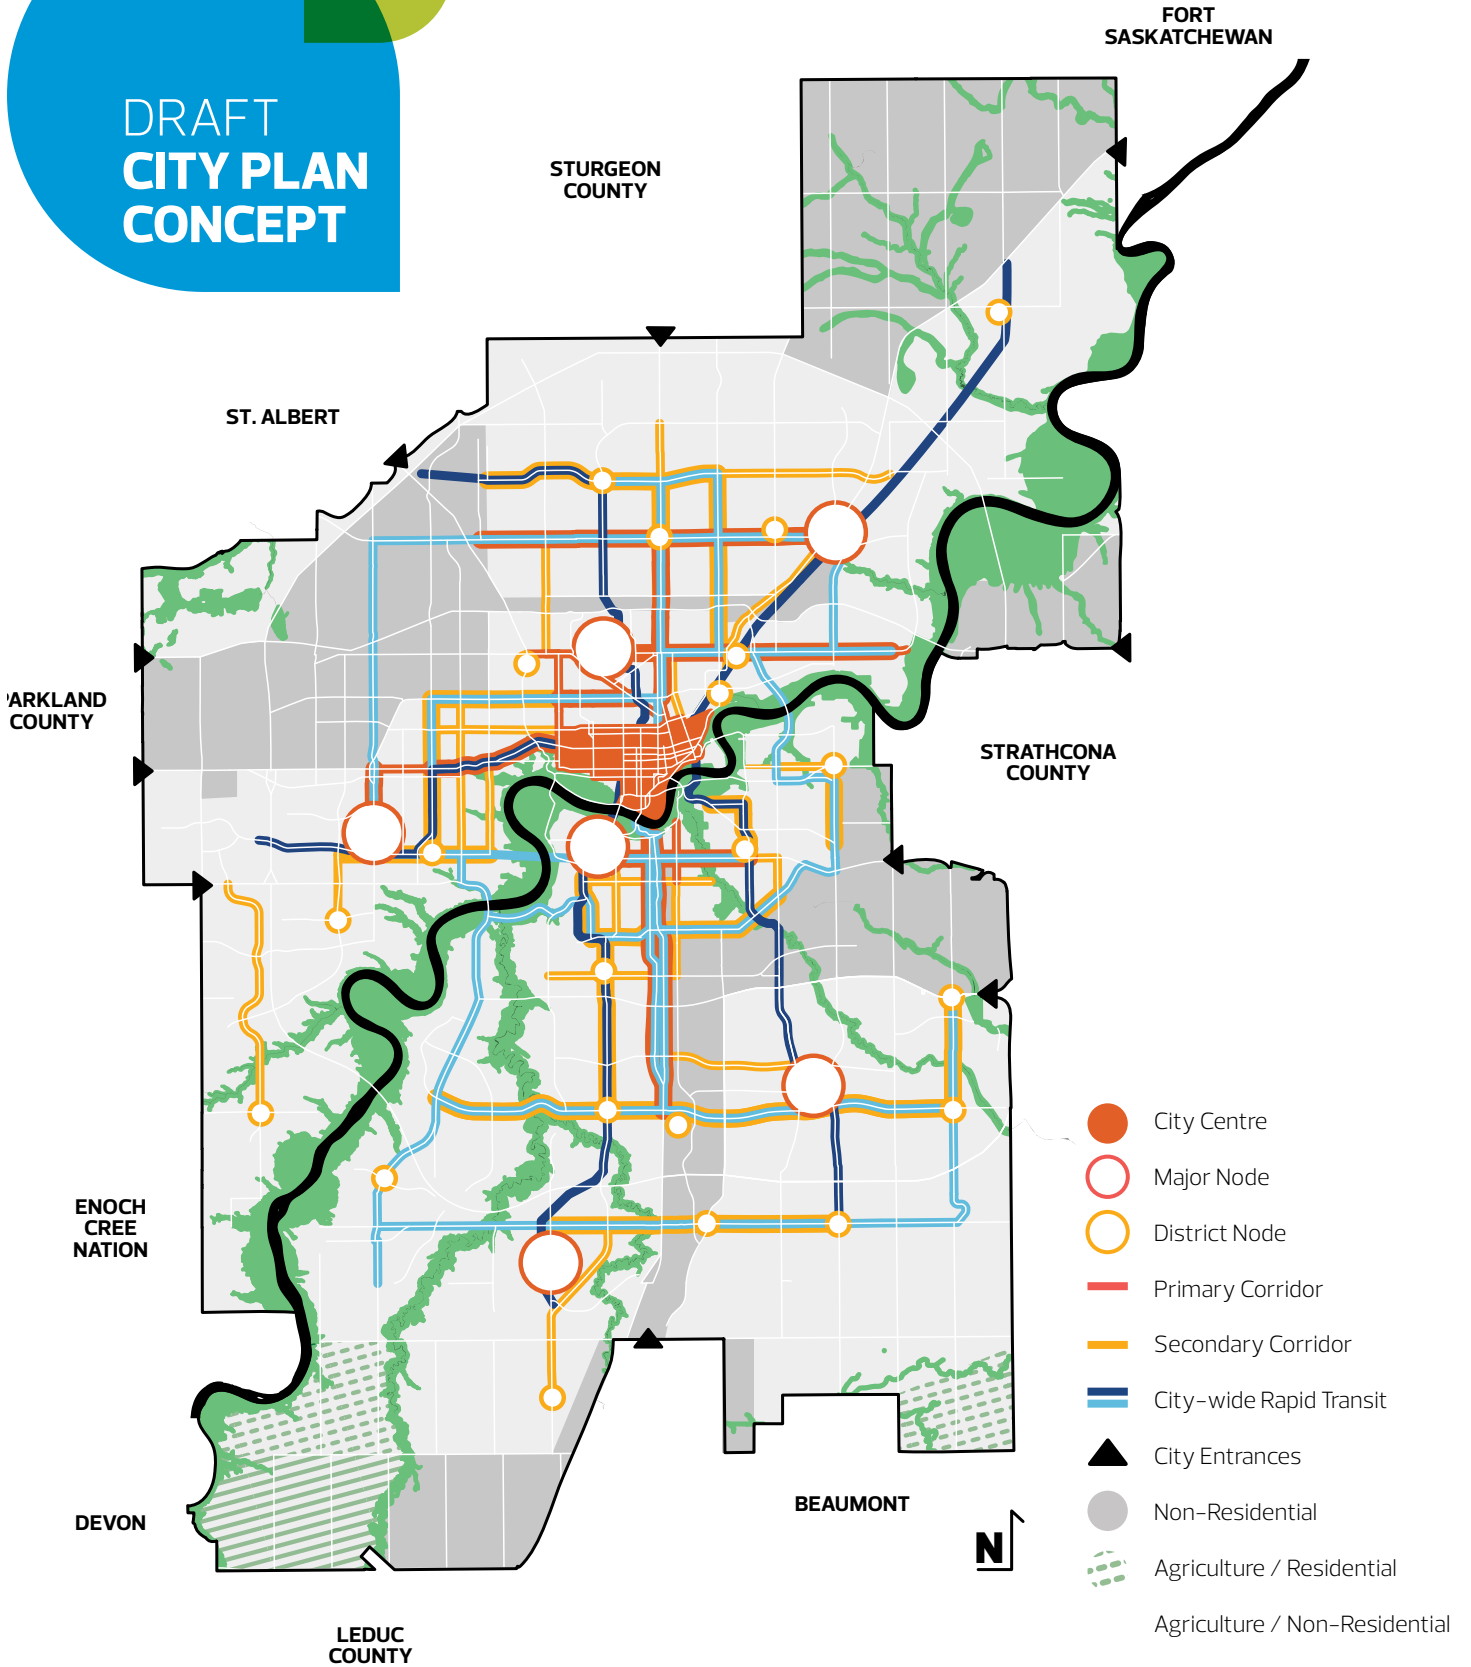 DRAFT
CITY PLAN
CONCEPT
FORT
SASKATCHEWAN
STURGEON
COUNTY
ST. ALBERT
PARKLAND
COUNTY
STRATHCONA
COUNTY
ENOCH
CREE
NATION
DEVON
BEAUMONT
LEDUC
COUNTY
N
City Centre
Major Node
District Node
Primary Corridor
Secondary Corridor
City-wide Rapid Transit
City Entrances
Non-Residential
Agriculture / Residential
Agriculture / Non-Residential